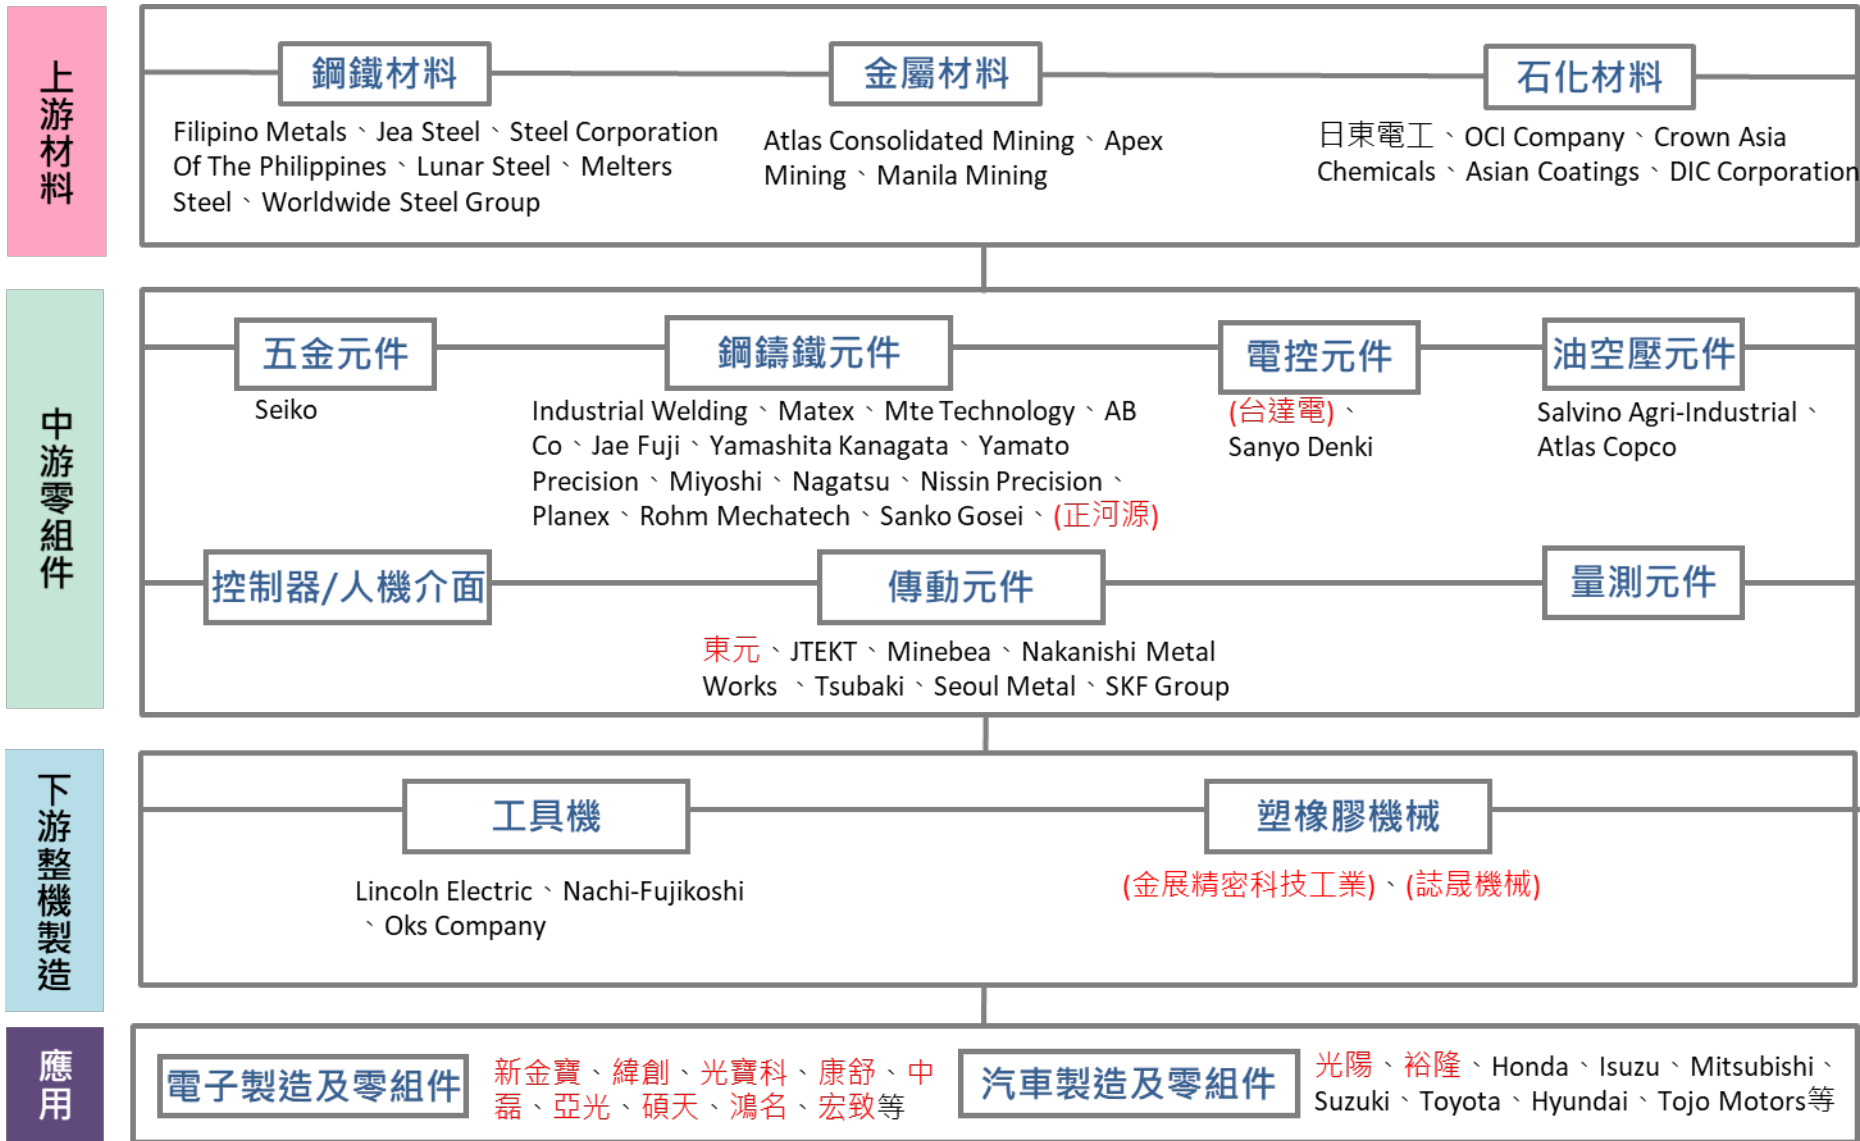 上游材料
鋼鐵材料
Filipino Metals、Jea Steel、Steel Corporation
Of The Philippines、Lunar Steel、Melters
Steel、Worldwide Steel Group
金屬材料
Atlas Consolidated Mining、Apex
Mining、Manila Mining
石化材料
日東電工、OCI Company、Crown Asia
Chemicals、Asian Coatings、DIC Corporation
中游零組件
五金元件
Seiko
鋼鑄鐵元件
Industrial Welding、Matex、Mte Technology、AB
Co、Jae Fuji、Yamashita Kanagata、Yamato
Precision、Miyoshi、Nagatsu、Nissin Precision、
Planex、Rohm Mechatech、Sanko Gosei、(正河源)
電控元件
(台達電)、
Sanyo Denki
油空壓元件
Salvino Agri-Industrial、
Atlas Copco
控制器/人機介面
傳動元件
東元、JTEKT、Minebea、Nakanishi Metal
Works 、Tsubaki、Seoul Metal、SKF Group
量測元件
下游整機製造
工具機
Lincoln Electric、Nachi-Fujikoshi
、Oks Company
塑橡膠機械
(金展精密科技工業)、(誌晟機械)
應用
電子製造及零組件
新金寶、緯創、光寶科、康舒、中
磊、亞光、碩天、鴻名、宏致等
汽車製造及零組件
光陽、裕隆、Honda、Isuzu、Mitsubishi、
Suzuki、Toyota、Hyundai、Tojo Motors等